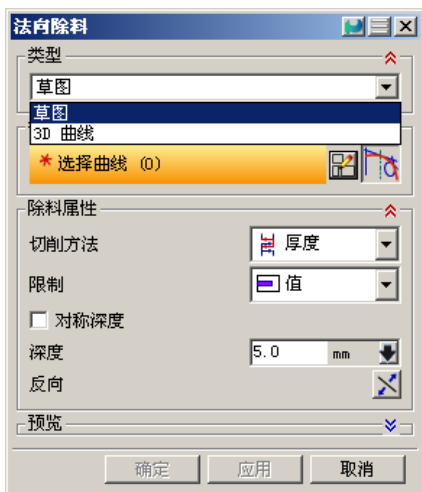 法向除料
类型
草图
草图
3D 曲线
* 选择曲线 (0)
除料属性
切削方法 厚度
限制 值
对称深度
深度 5.0 mm
反向
预览
确定 应用 取消